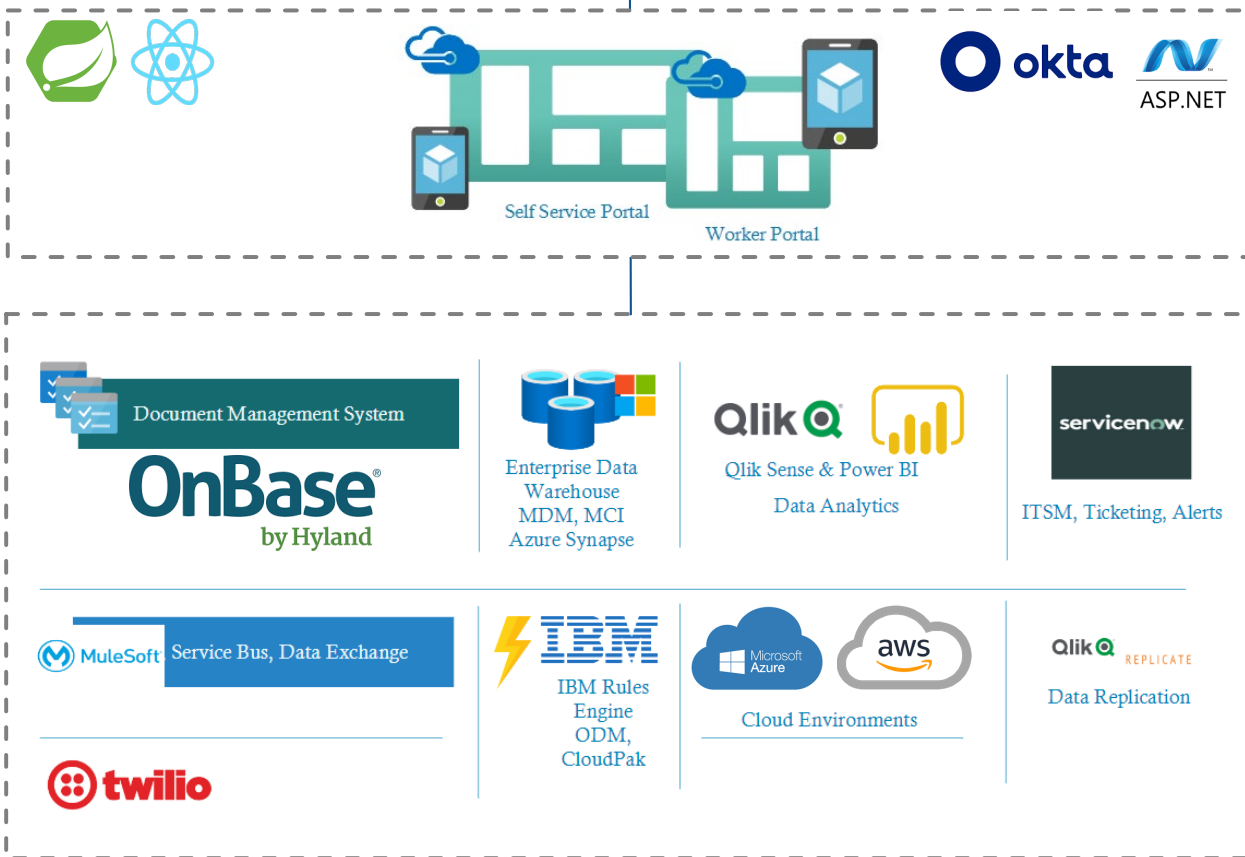 okta
ASP.NET
Self Service Portal
Worker Portal
Document Management System
OnBase®
by Hyland
Enterprise Data
Warehouse
MDM, MCI
Azure Synapse
Qlik Q
Qlik Sense & Power BI
Data Analytics
servicenow
ITSM, Ticketing, Alerts
MuleSoft
Service Bus, Data Exchange
IBM
IBM Rules
Engine
ODM,
CloudPak
Microsoft
Azure
aws
Cloud Environments
Qlik Q
REPLICATE
Data Replication
twilio